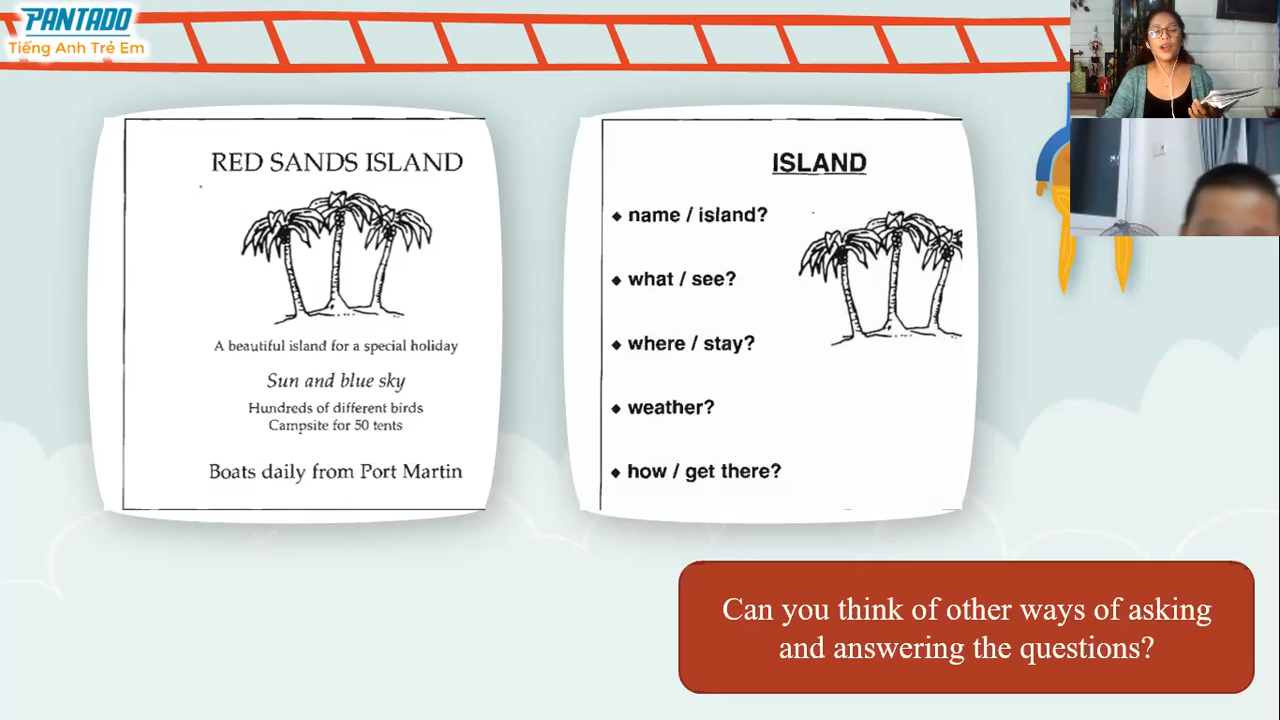 PANTADO
Tiếng Anh Trẻ Em
RED SANDS ISLAND
A beautiful island for a special holiday
Sun and blue sky
Hundreds of different birds
Campsite for 50 tents
Boats daily from Port Martin
ISLAND
◆ name / island?
◆ what / see?
◆ where / stay?
◆ weather?
◆ how / get there?
Can you think of other ways of asking
and answering the questions?